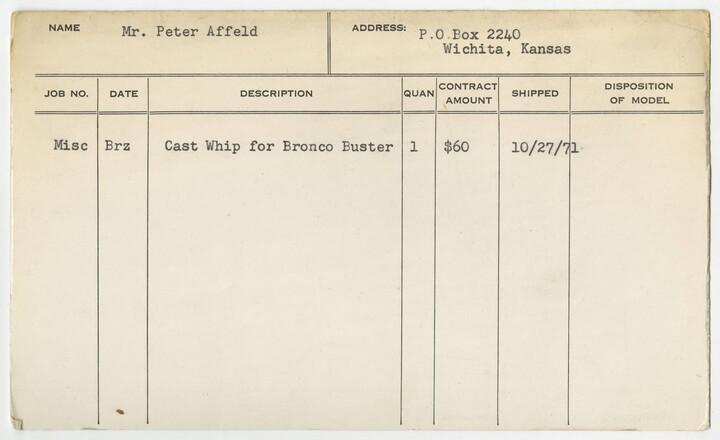 NAME Mr. Peter Affeld ADDRESS: P.O.Box 2240
Wichita, Kansas
JOB NO. DATE DESCRIPTION QUAN CONTRACT AMOUNT SHIPPED DISPOSITION OF MODEL
Misc Brz Cast Whip for Bronco Buster 1 $60 10/27/71